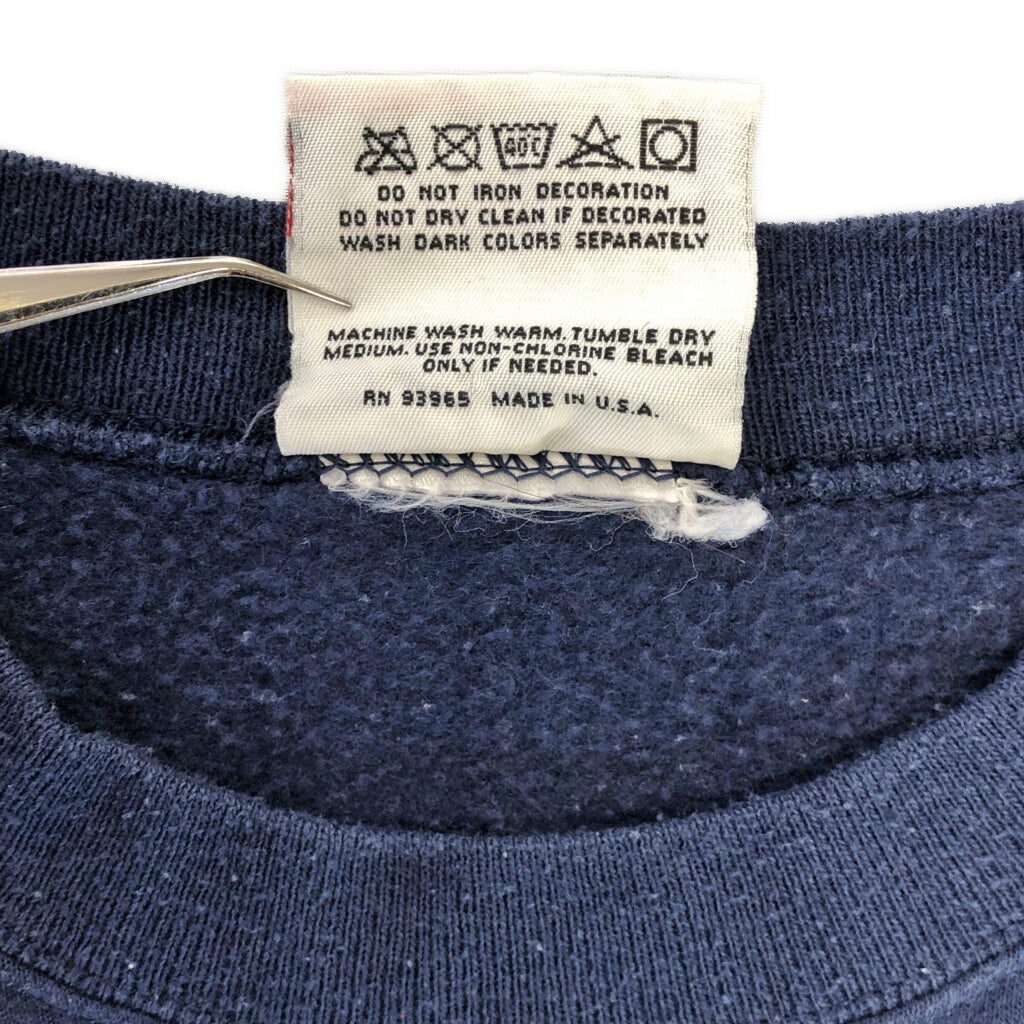 40C
DO NOT IRON DECORATION
DO NOT DRY CLEAN IF DECORATED
WASH DARK COLORS SEPARATELY
MACHINE WASH WARM. TUMBLE DRY
MEDIUM. USE NON-CHLORINE BLEACH
ONLY IF NEEDED.
RN 93965 MADE IN U.S.A.